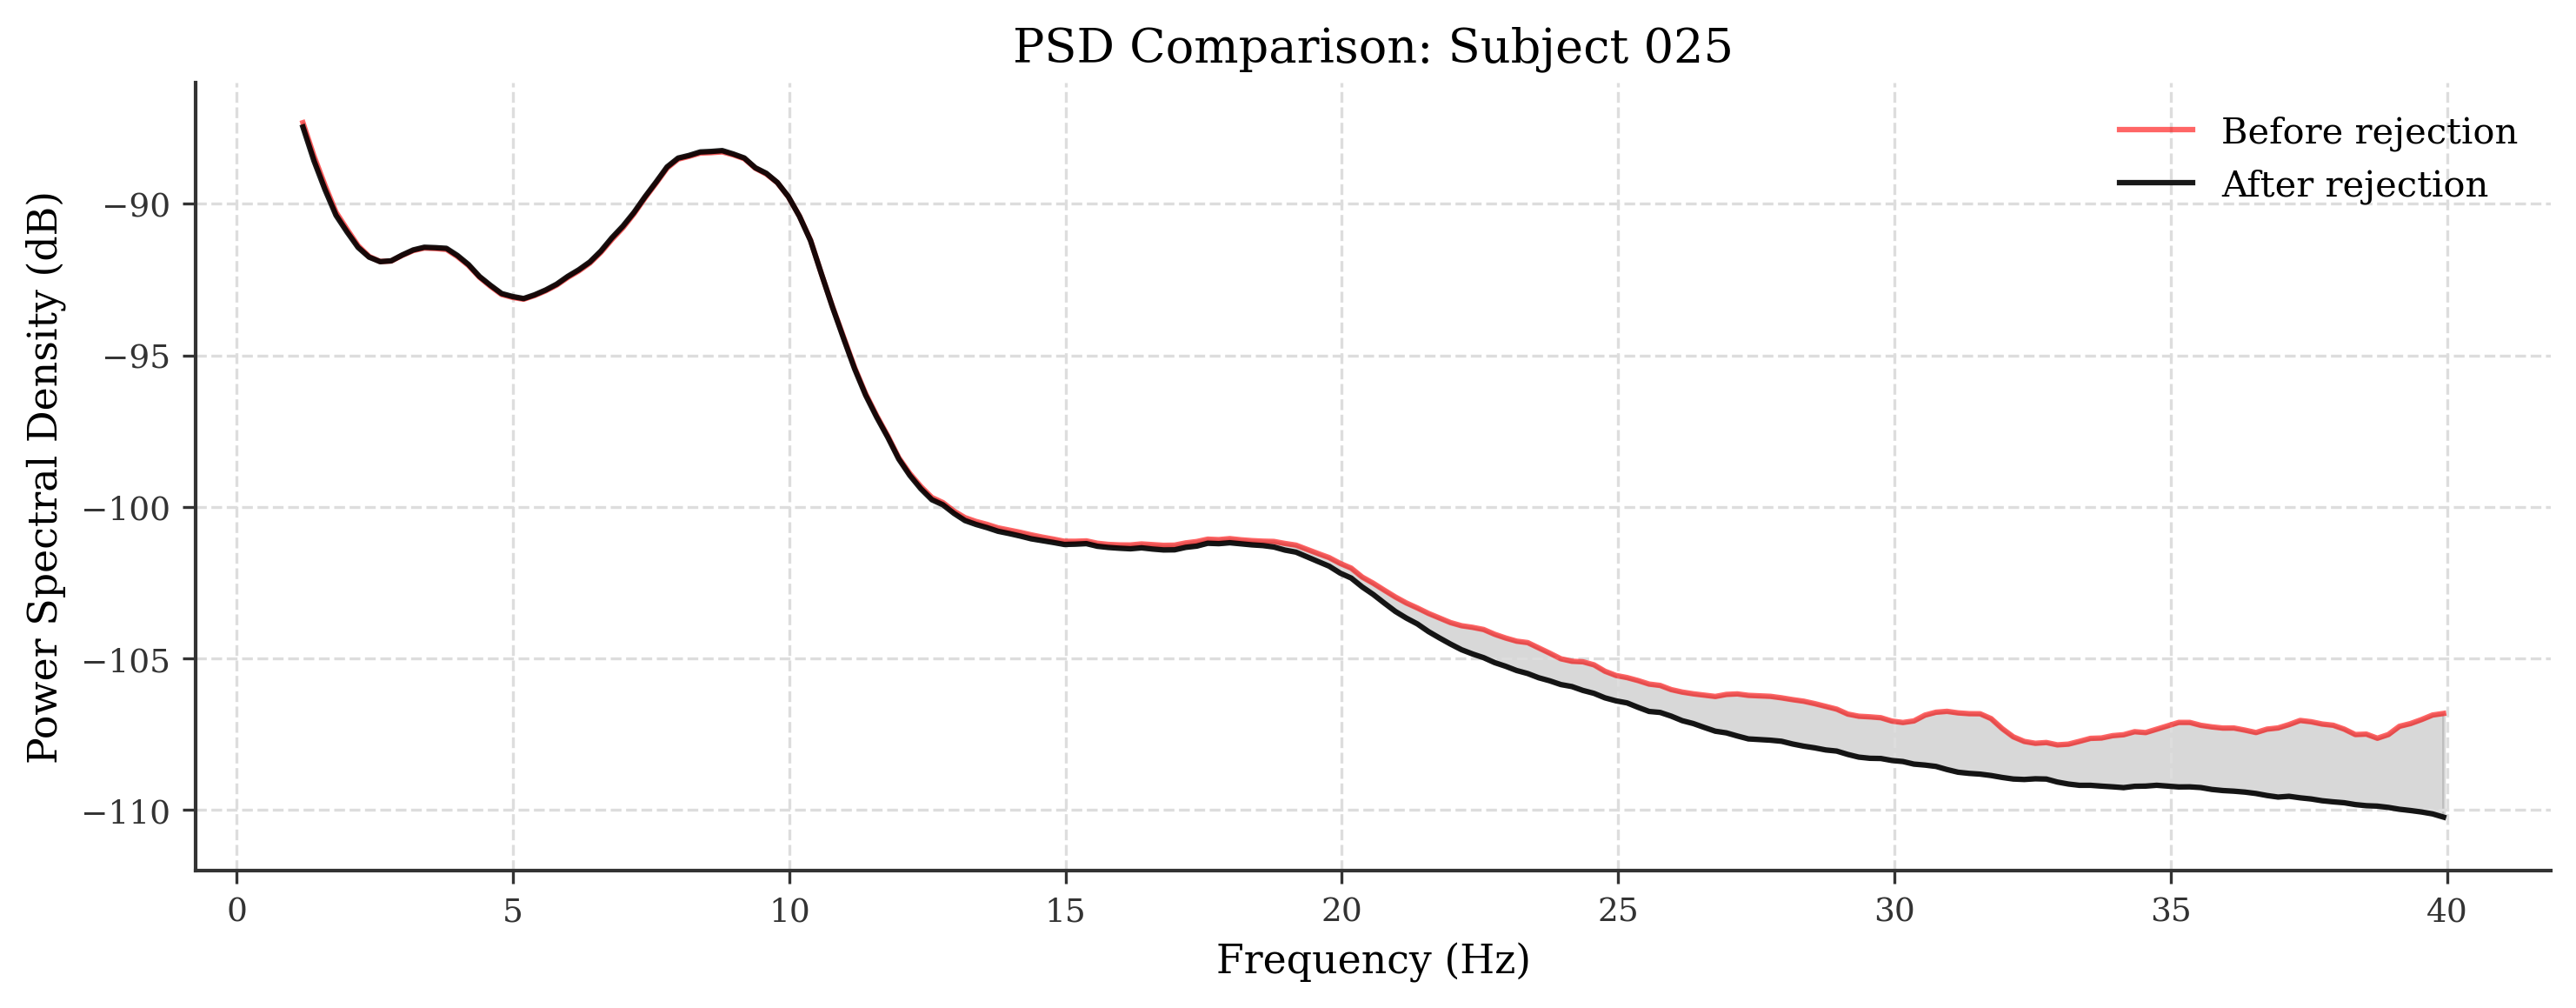 PSD Comparison: Subject 025
Before rejection
After rejection
Power Spectral Density (dB)
−90
−95
−100
−105
−110
0 5 10 15 20 25 30 35 40
Frequency (Hz)